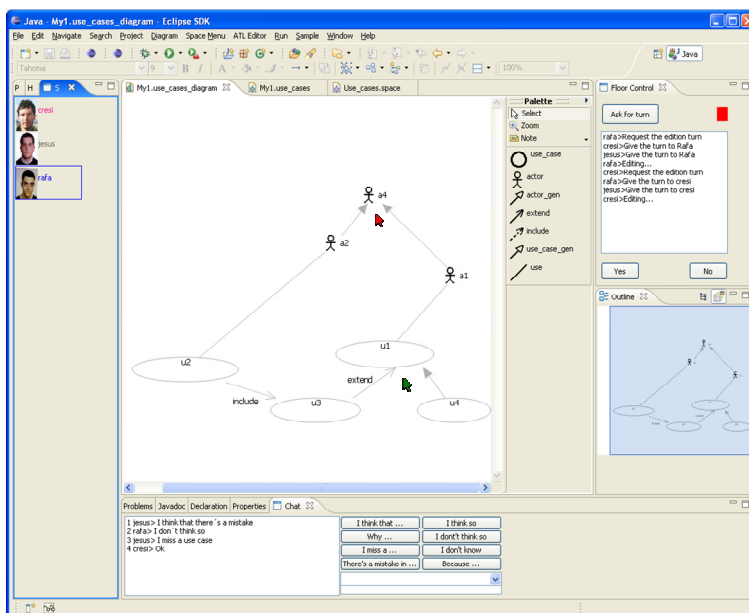 Java - My1.use_cases_diagram - Eclipse SDK
File Edit Navigate Search Project Diagram Space Menu ATL Editor Run Sample Window Help
Java
Tahoma 9 B I A 100%
P H S
My1.use_cases_diagram
My1.use_cases
Use_cases.space
Floor Control
cresi
jesus
rafa
a4
a2
a1
u1
u2
extend
include
u3
u4
Palette
Select
Zoom
Note
use_case
actor
actor_gen
extend
include
use_case_gen
use
Ask for turn
rafa>Request the edition turn
cresi>Give the turn to Rafa
jesus>Give the turn to Rafa
rafa>Editing...
cresi>Request the edition turn
rafa>Give the turn to cresi
jesus>Give the turn to cresi
cresi>Editing...
Yes No
Outline
Problems Javadoc Declaration Properties Chat
1 jesus> I think that there´s a mistake
2 rafa> I don´t think so
3 jesus> I miss a use case
4 cresi> Ok
I think that ... I think so
Why ... I dont't think so
I miss a ... I don't know
There's a mistake in ... Because ...